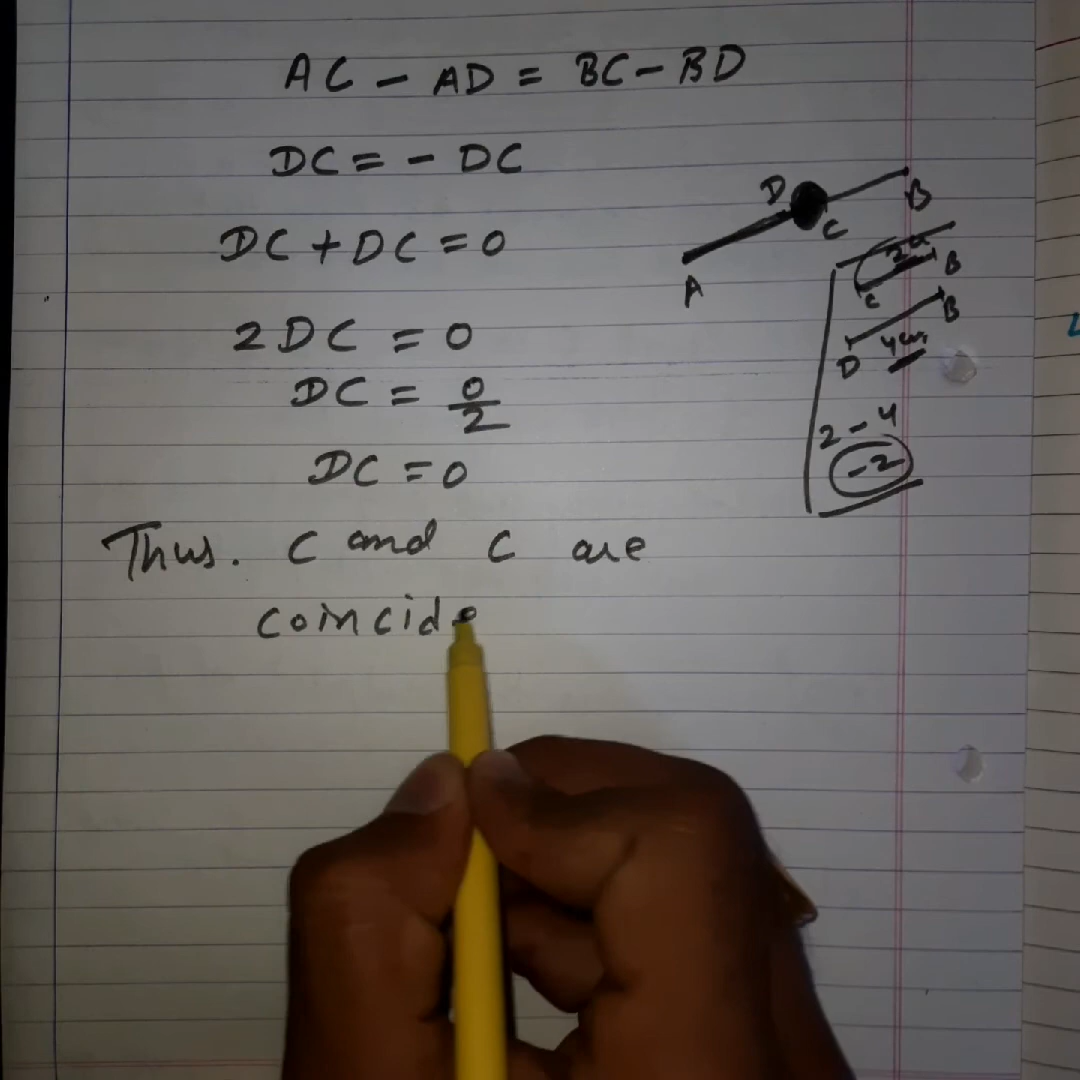 AC - AD = BC - BD
DC = - DC
DC + DC = 0
2DC = 0
DC = 0/2
DC = 0
Thus. C and C are
coincide
D
C
B
A
2
C
B
D
B
4cm
2 - 4
-2